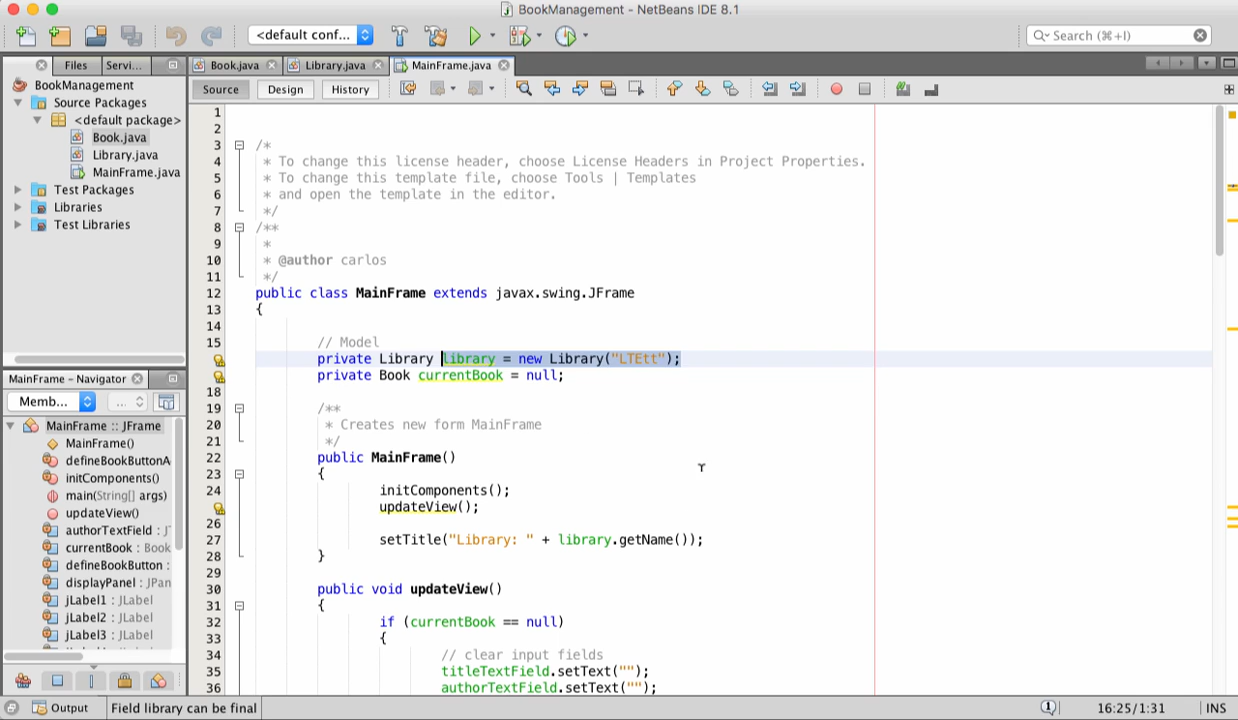 BookManagement - NetBeans IDE 8.1
<default conf...
Search (⌘+I)
Files
Servi...
Book.java
Library.java
MainFrame.java
BookManagement
Source Packages
<default package>
Book.java
Library.java
MainFrame.java
Test Packages
Libraries
Test Libraries
Source
Design
History
1
2
3 /*
4 * To change this license header, choose License Headers in Project Properties.
5 * To change this template file, choose Tools | Templates
6 * and open the template in the editor.
7 */
8 /**
9 *
10 * @author carlos
11 */
12 public class MainFrame extends javax.swing.JFrame
13 {
14
15 // Model
private Library library = new Library("LTEtt");
private Book currentBook = null;
18
19 /**
20 * Creates new form MainFrame
21 */
22 public MainFrame()
23 {
24 initComponents();
updateView();
26
27 setTitle("Library: " + library.getName());
28 }
29
30 public void updateView()
31 {
32 if (currentBook == null)
33 {
34 // clear input fields
35 titleTextField.setText("");
36 authorTextField.setText("");
MainFrame - Navigator
Memb...
...
MainFrame :: JFrame
MainFrame()
defineBookButtonA
initComponents()
main(String[] args)
updateView()
authorTextField : J
currentBook : Book
defineBookButton :
displayPanel : JPan
jLabel1 : JLabel
jLabel2 : JLabel
jLabel3 : JLabel
Output
Field library can be final
1
16:25/1:31
INS